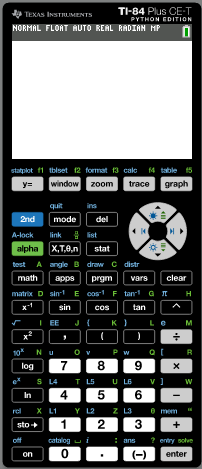 TEXAS INSTRUMENTS TI-84 Plus CE-T
PYTHON EDITION
NORMAL FLOAT AUTO REAL RADIAN MP
statplot f1 tblset f2 format f3 calc f4 table f5
y= window zoom trace graph
quit ins
2nd mode del
A-lock link list
alpha X,T,θ,n stat
test A angle B draw C distr
math apps prgm vars clear
matrix D sin⁻¹ E cos⁻¹ F tan⁻¹ G π H
x⁻¹ sin cos tan ^
√ I EE J { K } L e M
x² , ( ) ÷
10ˣ N u O v P w Q [ R
log 7 8 9 ×
eˣ S L4 T L5 U L6 V ] W
ln 4 5 6 −
rcl X L1 Y L2 Z L3 θ mem "
sto→ 1 2 3 +
off catalog ␣ i : ans ? entry solve
on 0 . (−) enter